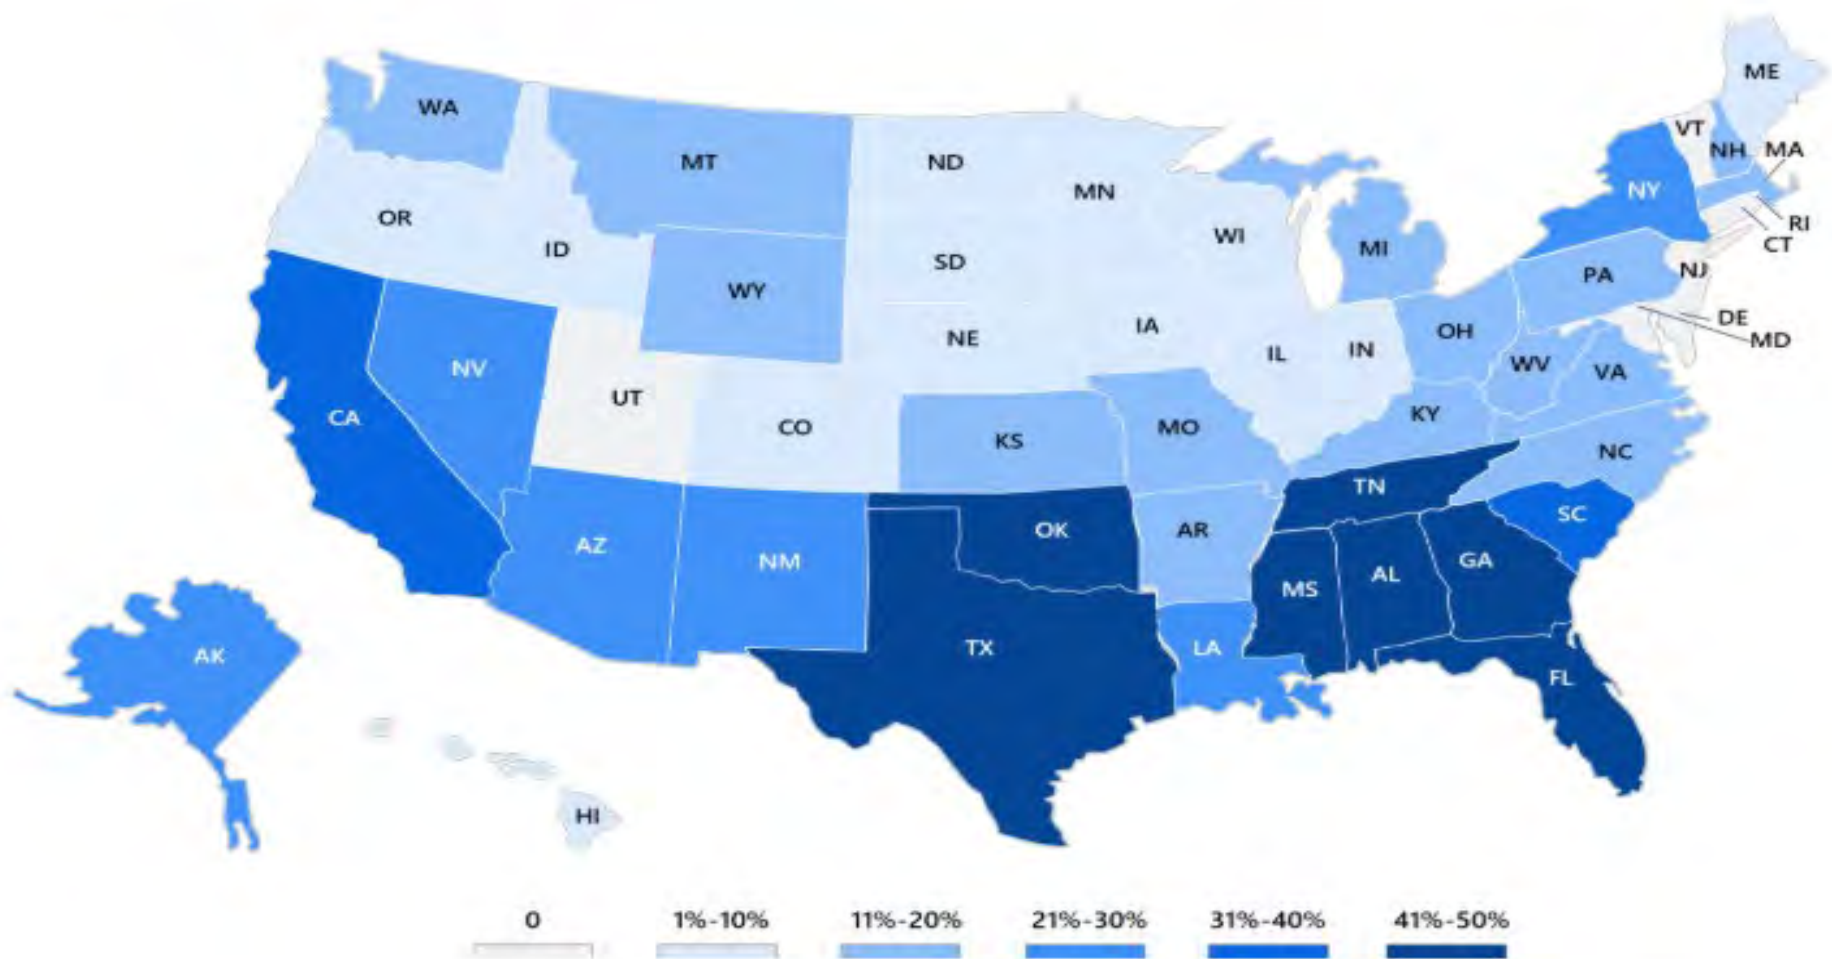 ME
WA
VT
NH
MA
MT
ND
MN
NY
OR
RI
WI
CT
ID
MI
SD
NJ
PA
WY
DE
IA
OH
MD
NE
IL
IN
WV
VA
NV
UT
KY
CA
CO
MO
KS
NC
TN
SC
OK
AR
AZ
NM
GA
AL
MS
TX
LA
AK
FL
HI
0
1%-10%
11%-20%
21%-30%
31%-40%
41%-50%